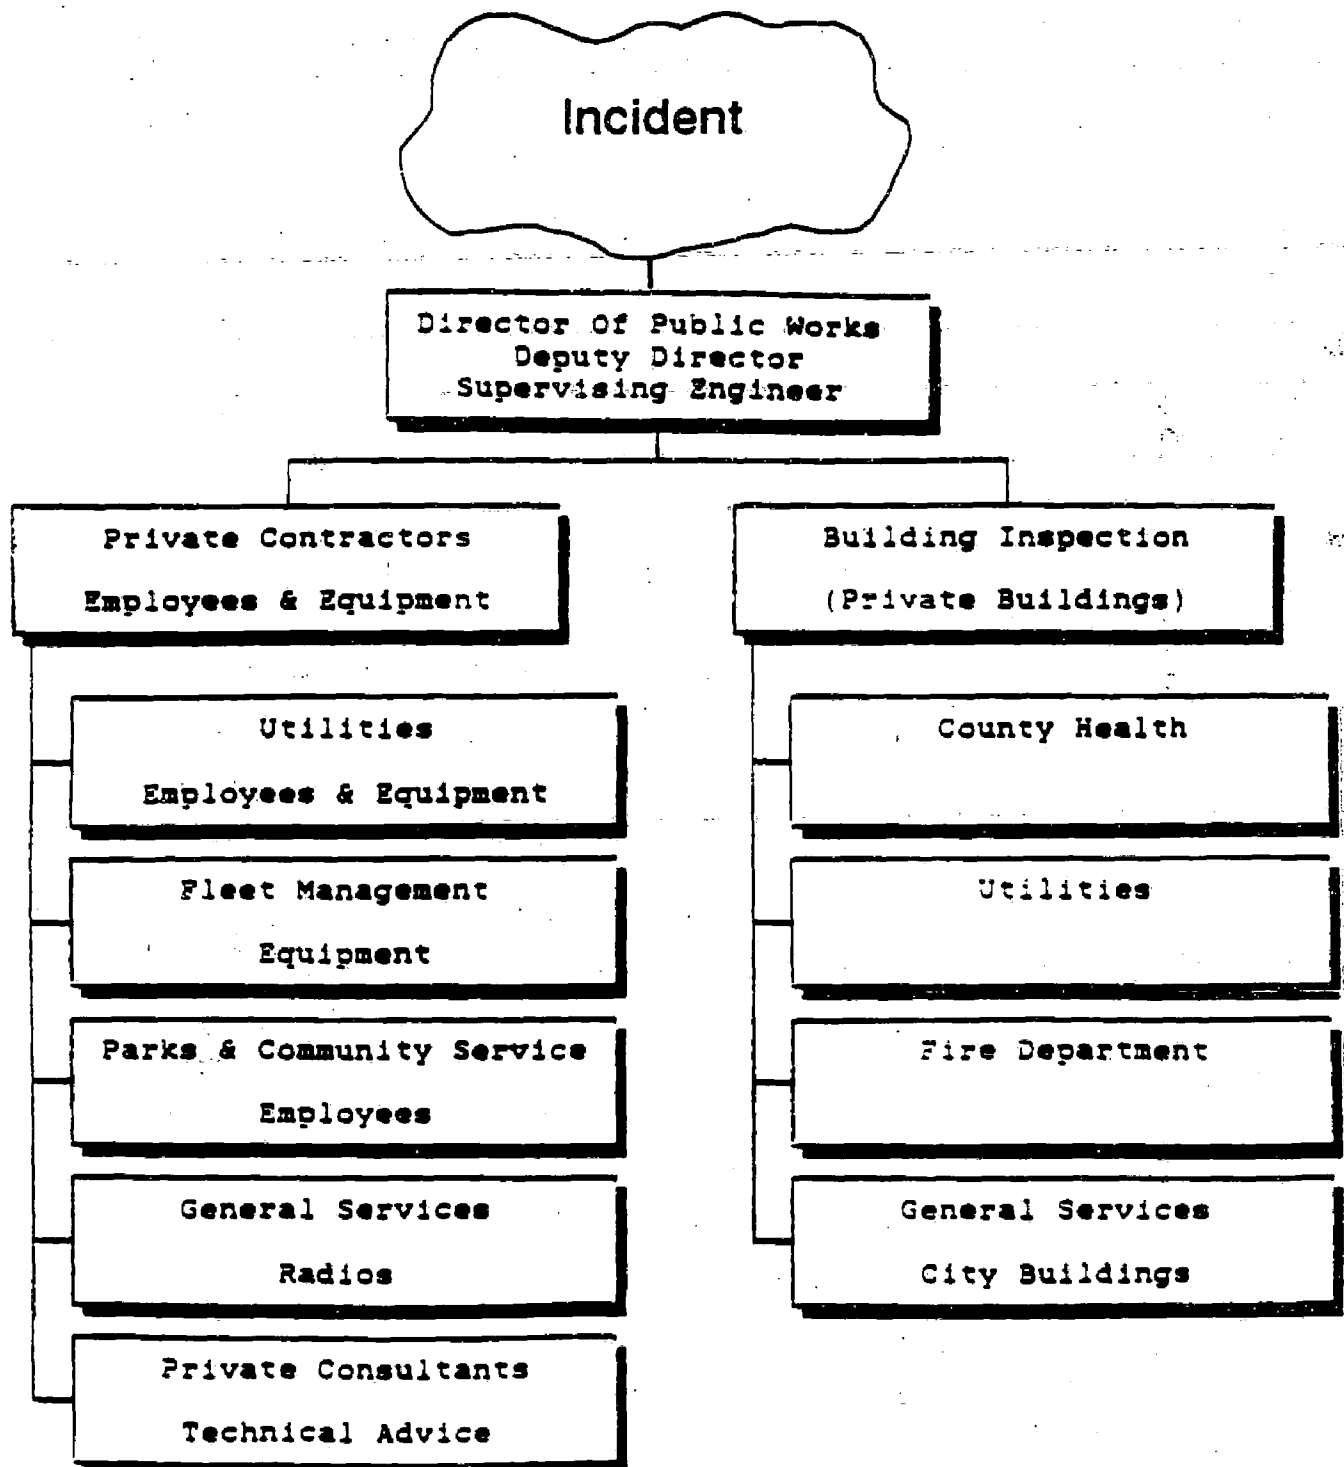 Incident
Director Of Public Works
Deputy Director
Supervising Engineer
Private Contractors
Employees & Equipment
Utilities
Employees & Equipment
Fleet Management
Equipment
Parks & Community Service
Employees
General Services
Radios
Private Consultants
Technical Advice
Building Inspection
(Private Buildings)
County Health
Utilities
Fire Department
General Services
City Buildings